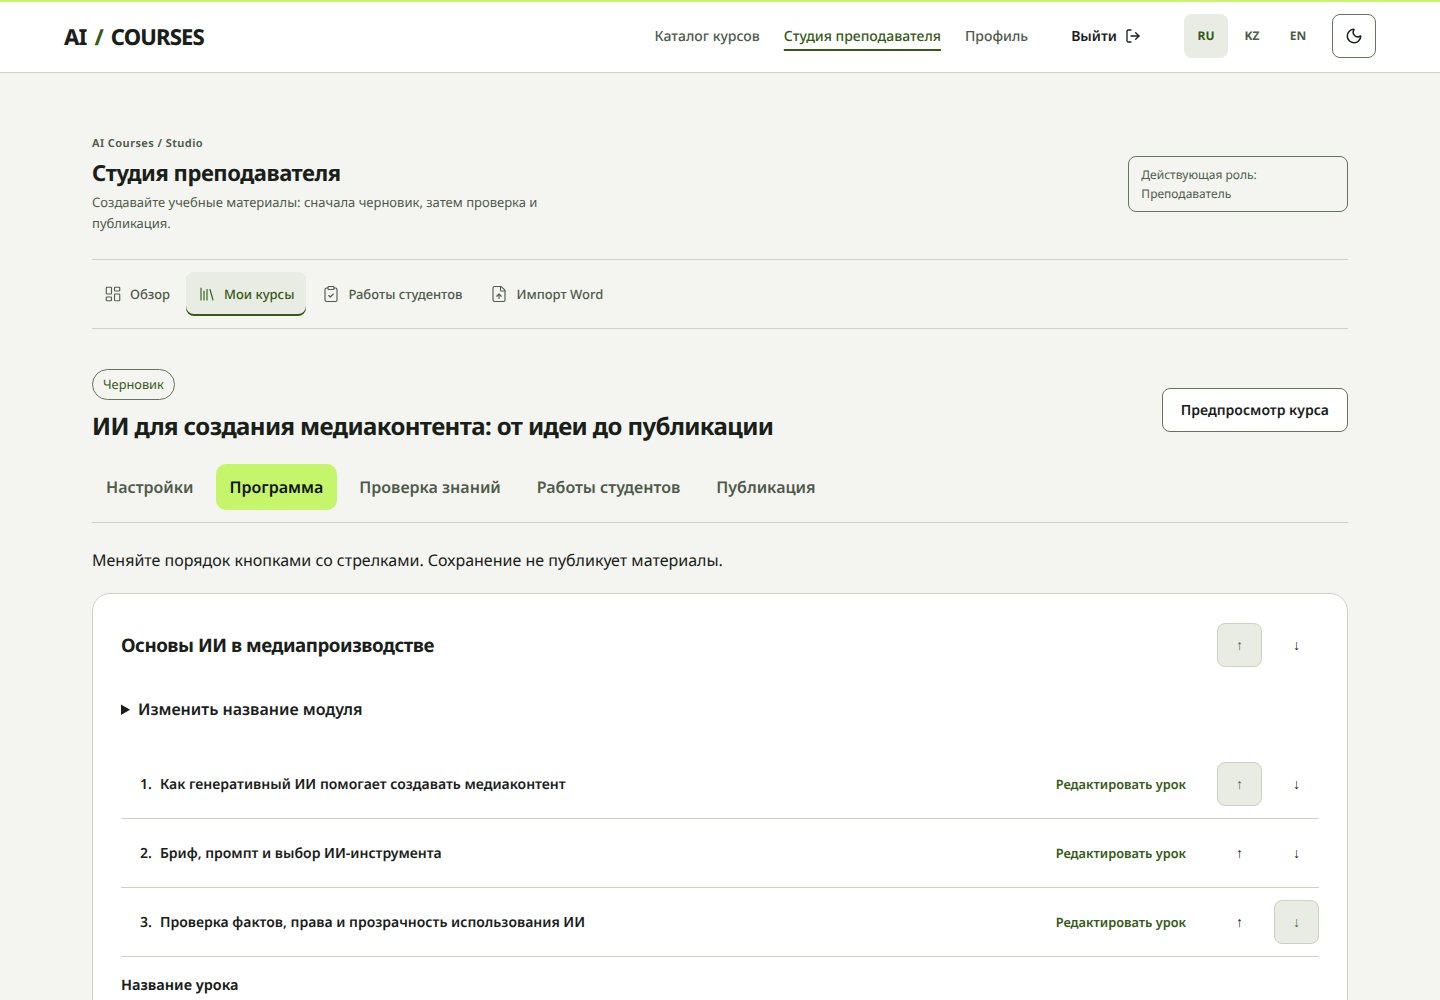 AI / COURSES
Каталог курсов
Студия преподавателя
Профиль
Выйти
RU
KZ
EN
AI Courses / Studio
Студия преподавателя
Создавайте учебные материалы: сначала черновик, затем проверка и
публикация.
Действующая роль:
Преподаватель
Обзор
Мои курсы
Работы студентов
Импорт Word
Черновик
ИИ для создания медиаконтента: от идеи до публикации
Предпросмотр курса
Настройки
Программа
Проверка знаний
Работы студентов
Публикация
Меняйте порядок кнопками со стрелками. Сохранение не публикует материалы.
Основы ИИ в медиапроизводстве
↑
↓
Изменить название модуля
1. Как генеративный ИИ помогает создавать медиаконтент
Редактировать урок
↑
↓
2. Бриф, промпт и выбор ИИ-инструмента
Редактировать урок
↑
↓
3. Проверка фактов, права и прозрачность использования ИИ
Редактировать урок
↑
↓
Название урока